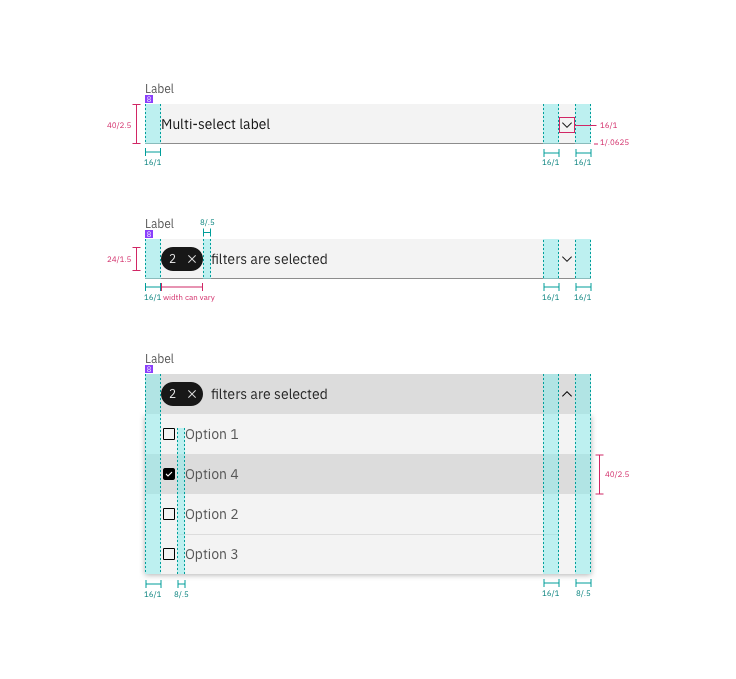 Label
8
40/2.5
Multi-select label
16/1
1/.0625
16/1
16/1
16/1
Label
8/.5
8
24/1.5
2
filters are selected
16/1
width can vary
16/1
16/1
Label
8
2
filters are selected
Option 1
Option 4
40/2.5
Option 2
Option 3
16/1
8/.5
16/1
8/.5